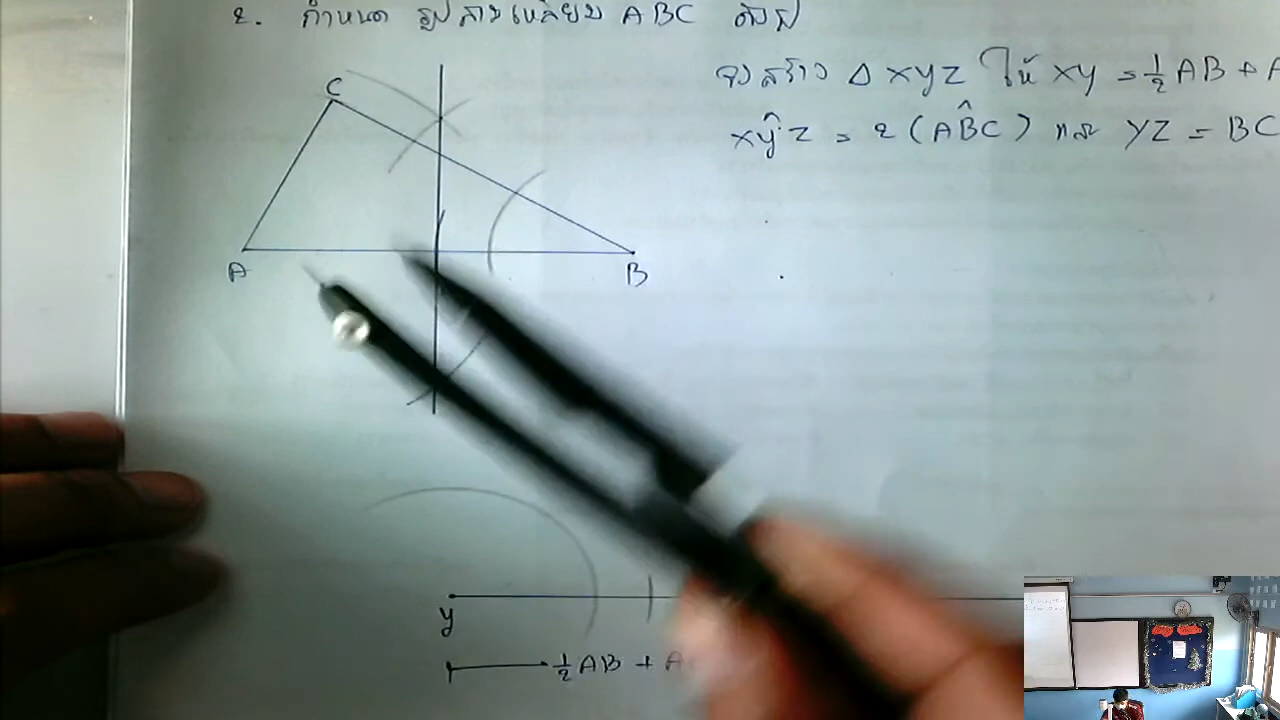 2. กำหนด รูปสามเหลี่ยม ABC ดังรูป
จงสร้าง Δ XYZ ให้ XY = ½ AB + A
XŶZ = 2 (AB̂C) และ YZ = BC
C
A
B
Y
½ AB + A